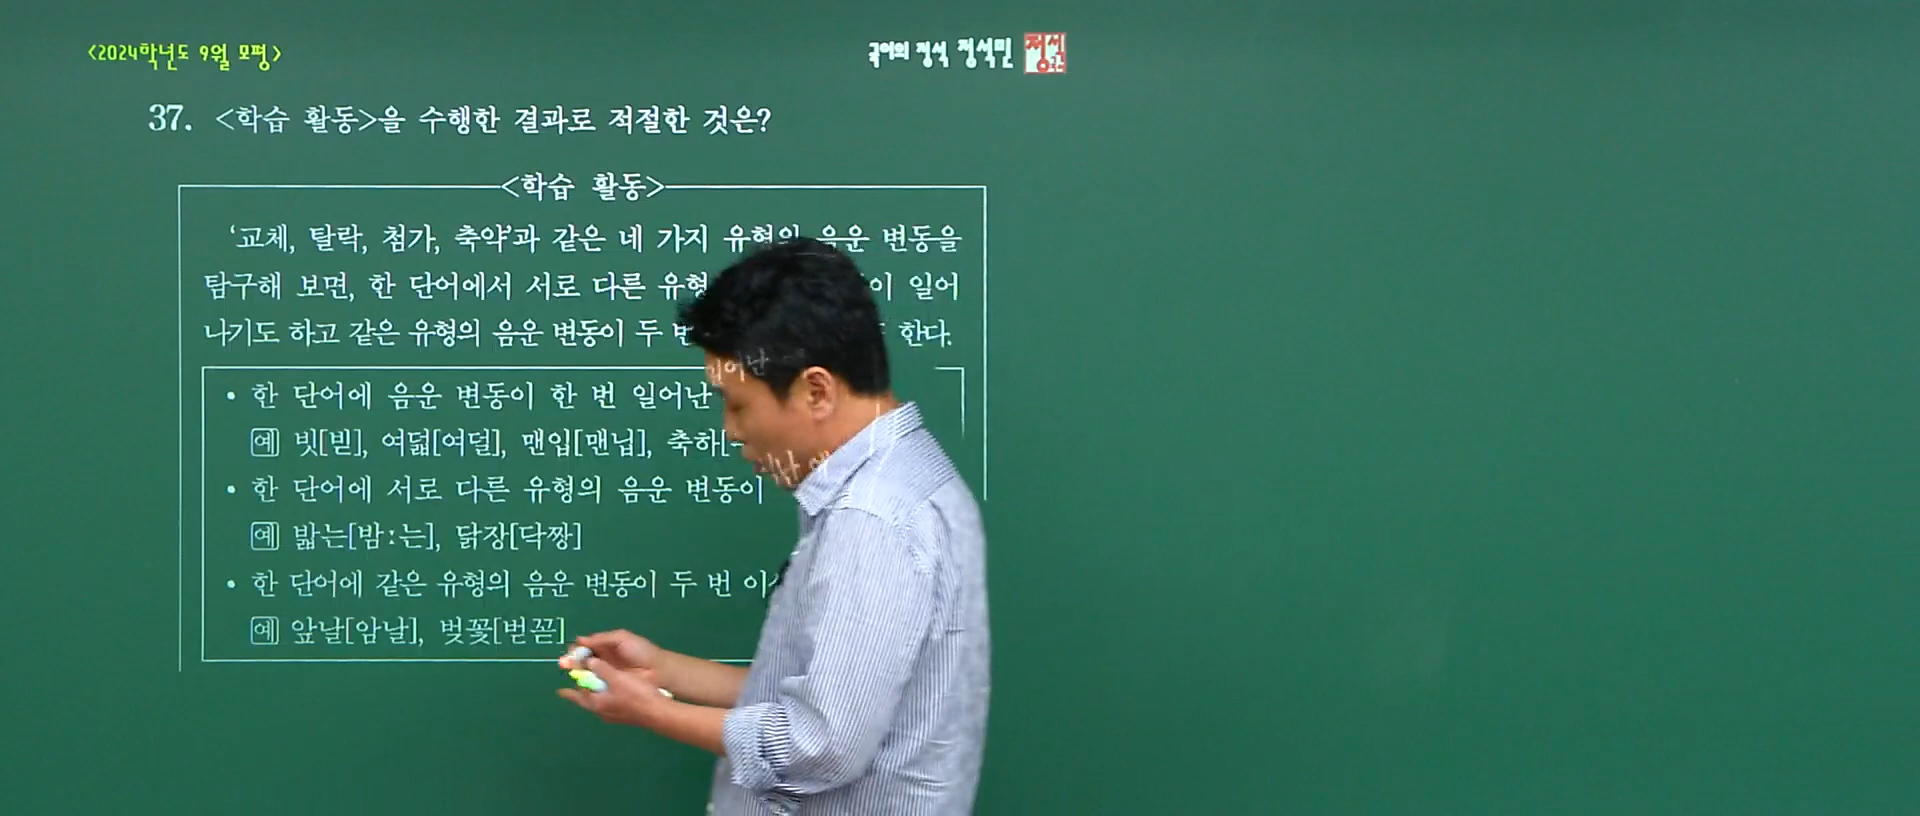 <2024학년도 9월 모평>
국어의 정석 정석민
37. <학습 활동>을 수행한 결과로 적절한 것은?
<학습 활동>
‘교체, 탈락, 첨가, 축약’과 같은 네 가지 유형의 음운 변동을
탐구해 보면, 한 단어에서 서로 다른 유형 이 일어
나기도 하고 같은 유형의 음운 변동이 두 한다.
• 한 단어에 음운 변동이 한 번 일어난
예 빗[빋], 여덟[여덜], 맨입[맨닙], 축하[
• 한 단어에 서로 다른 유형의 음운 변동이
예 밟는[밤ː는], 닭장[닥짱]
• 한 단어에 같은 유형의 음운 변동이 두 번
예 앞날[암날], 벚꽃[벋꼳]